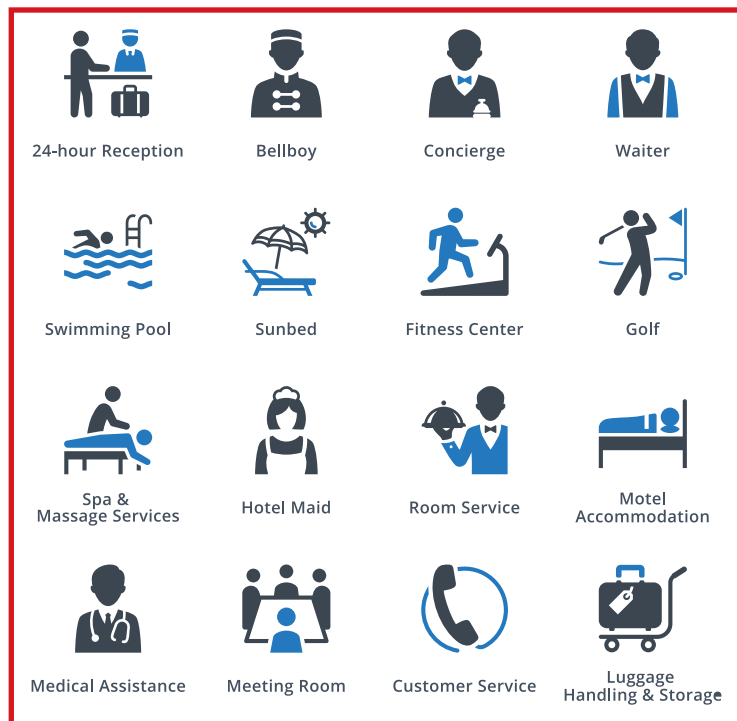 24-hour Reception
Bellboy
Concierge
Waiter
Swimming Pool
Sunbed
Fitness Center
Golf
Spa &
Massage Services
Hotel Maid
Room Service
Motel
Accommodation
Medical Assistance
Meeting Room
Customer Service
Luggage
Handling & Storage